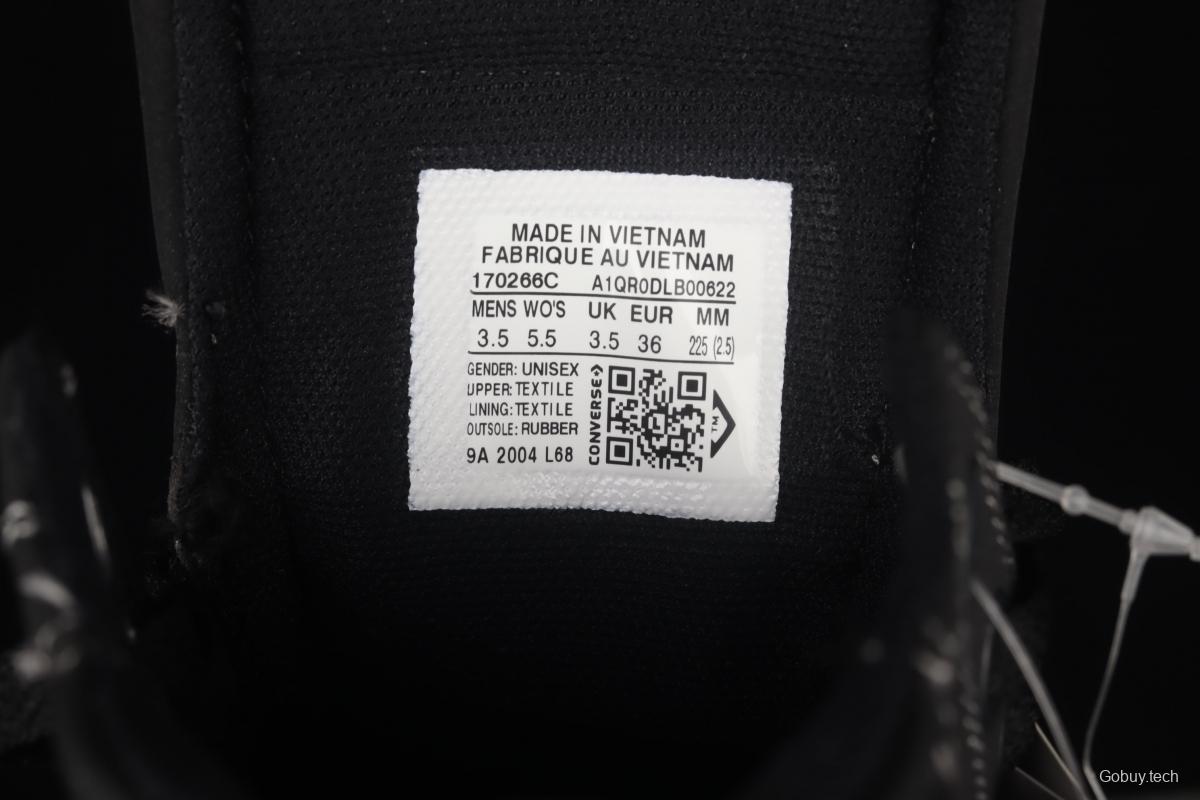 MADE IN VIETNAM
FABRIQUE AU VIETNAM
170266C A1QR0DLB00622
MENS WO'S UK EUR MM
3.5 5.5 3.5 36 225 (2.5)
GENDER: UNISEX
UPPER: TEXTILE
LINING: TEXTILE
OUTSOLE: RUBBER
9A 2004 L68
CONVERSE
TM
Gobuy.tech